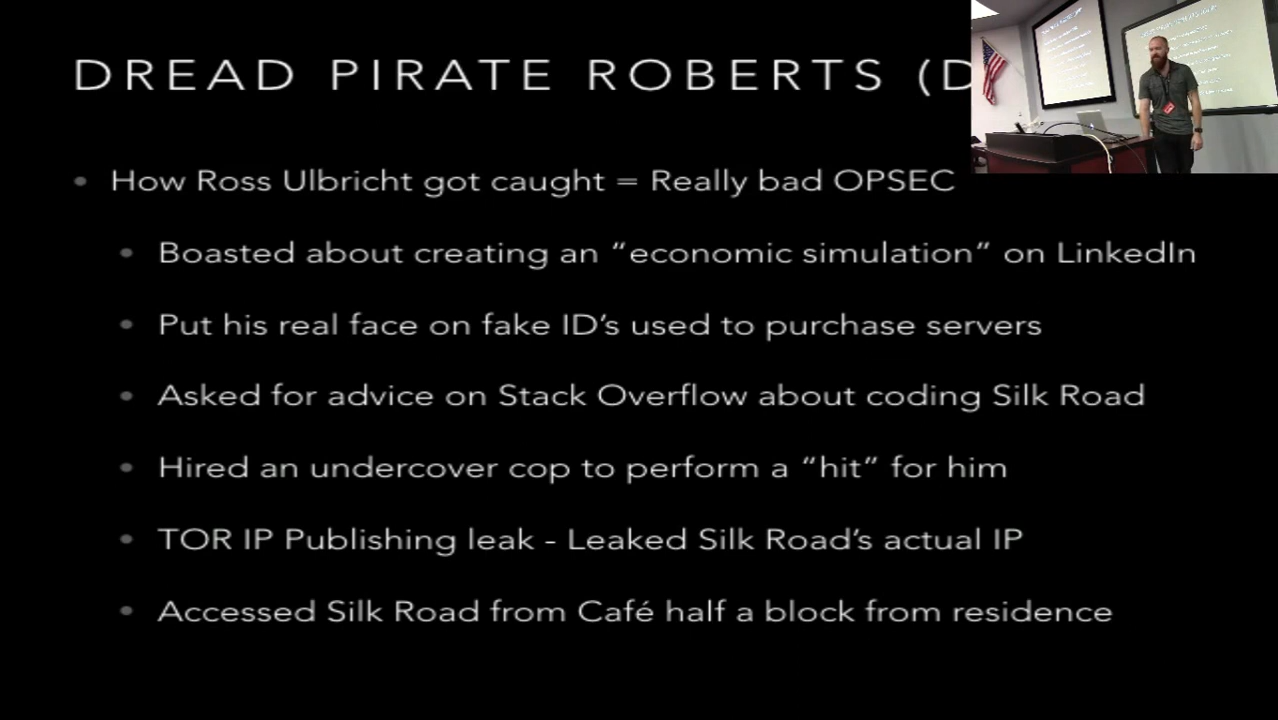 DREAD PIRATE ROBERTS (D
How Ross Ulbricht got caught = Really bad OPSEC
Boasted about creating an “economic simulation” on LinkedIn
Put his real face on fake ID’s used to purchase servers
Asked for advice on Stack Overflow about coding Silk Road
Hired an undercover cop to perform a “hit” for him
TOR IP Publishing leak - Leaked Silk Road’s actual IP
Accessed Silk Road from Café half a block from residence